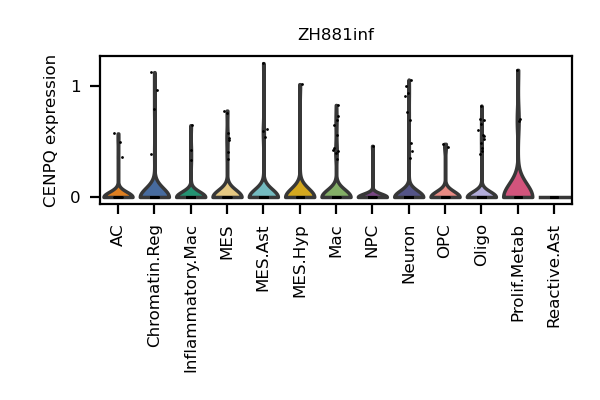 ZH881inf
CENPQ expression
1
0
AC
Chromatin.Reg
Inflammatory.Mac
MES
MES.Ast
MES.Hyp
Mac
NPC
Neuron
OPC
Oligo
Prolif.Metab
Reactive.Ast